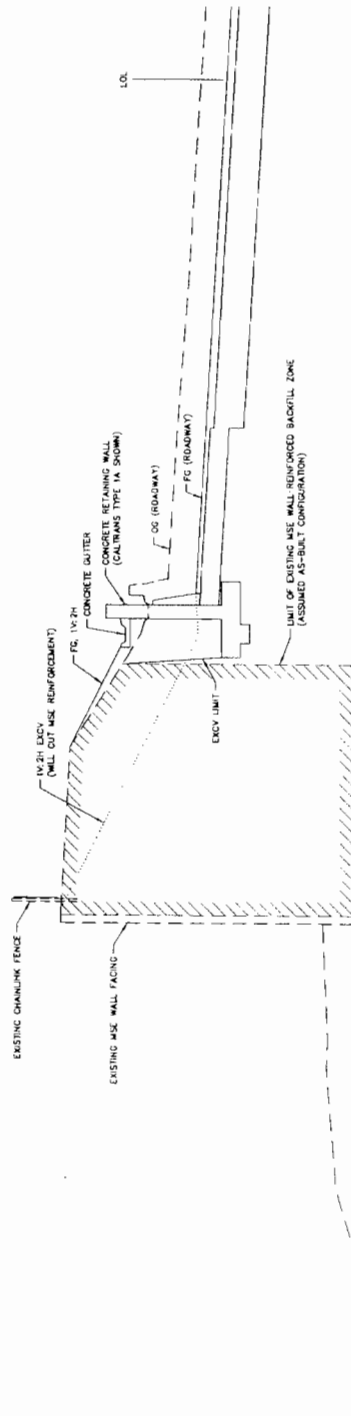 EXISTING CHAINLINK FENCE
1V:2H EXCV
(WILL CUT MSE REINFORCEMENT)
FG, 1V:2H
CONCRETE GUTTER
CONCRETE RETAINING WALL
(CALTRANS TYPE 1A SHOWN)
OG (ROADWAY)
LOL
EXISTING MSE WALL FACING
EXCV LIMIT
FG (ROADWAY)
LIMIT OF EXISTING MSE WALL-REINFORCED BACKFILL ZONE
(ASSUMED AS-BUILT CONFIGURATION)